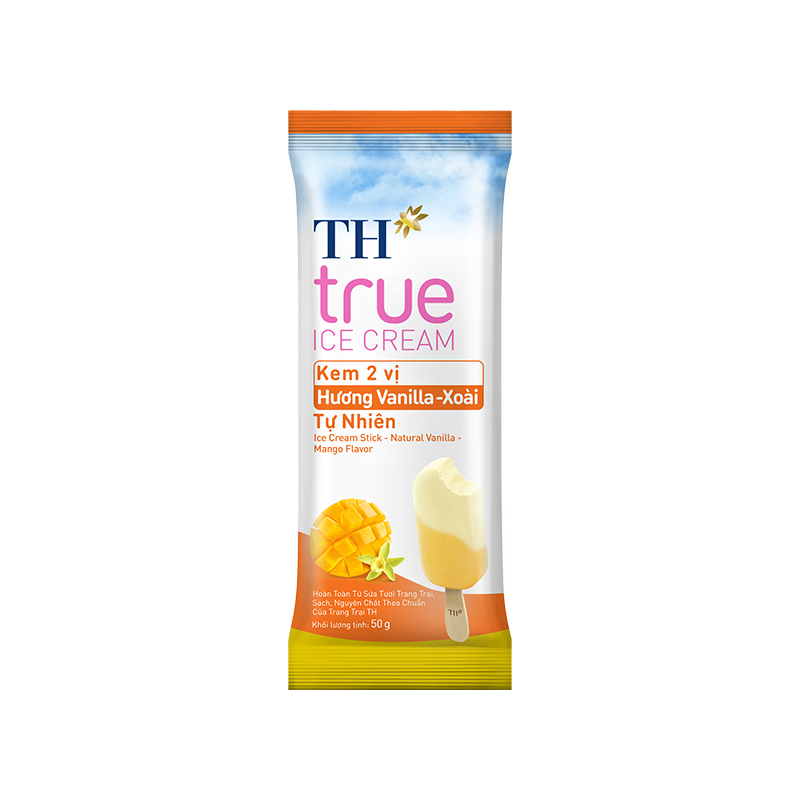 TH
true
ICE CREAM
Kem 2 vị
Hương Vanilla-Xoài
Tự Nhiên
Ice Cream Stick - Natural Vanilla -
Mango Flavor
Hoàn Toàn Từ Sữa Tươi Trang Trại,
Sạch, Nguyên Chất Theo Chuẩn
Của Trang Trại TH
Khối lượng tịnh: 50 g
TH